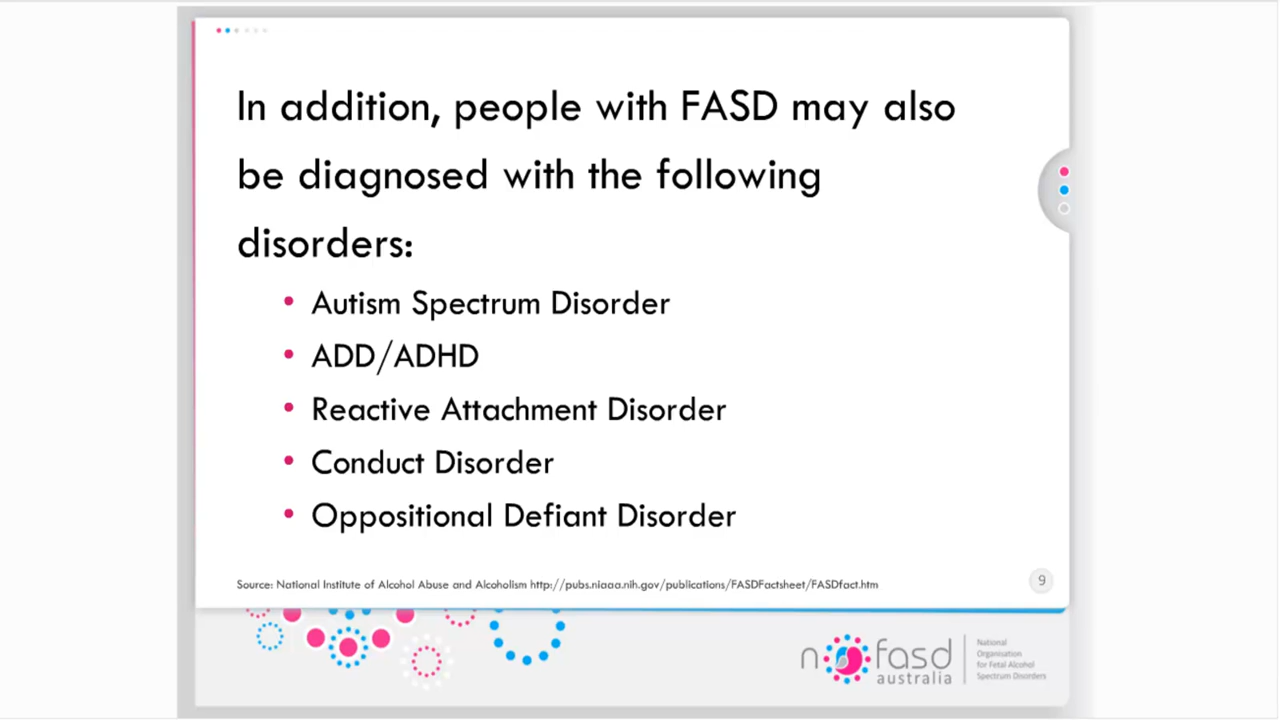 In addition, people with FASD may also
be diagnosed with the following
disorders:
• Autism Spectrum Disorder
• ADD/ADHD
• Reactive Attachment Disorder
• Conduct Disorder
• Oppositional Defiant Disorder
Source: National Institute of Alcohol Abuse and Alcoholism http://pubs.niaaa.nih.gov/publications/FASDFactsheet/FASDfact.htm
9
nofasd
australia
National
Organisation
for Fetal Alcohol
Spectrum Disorders